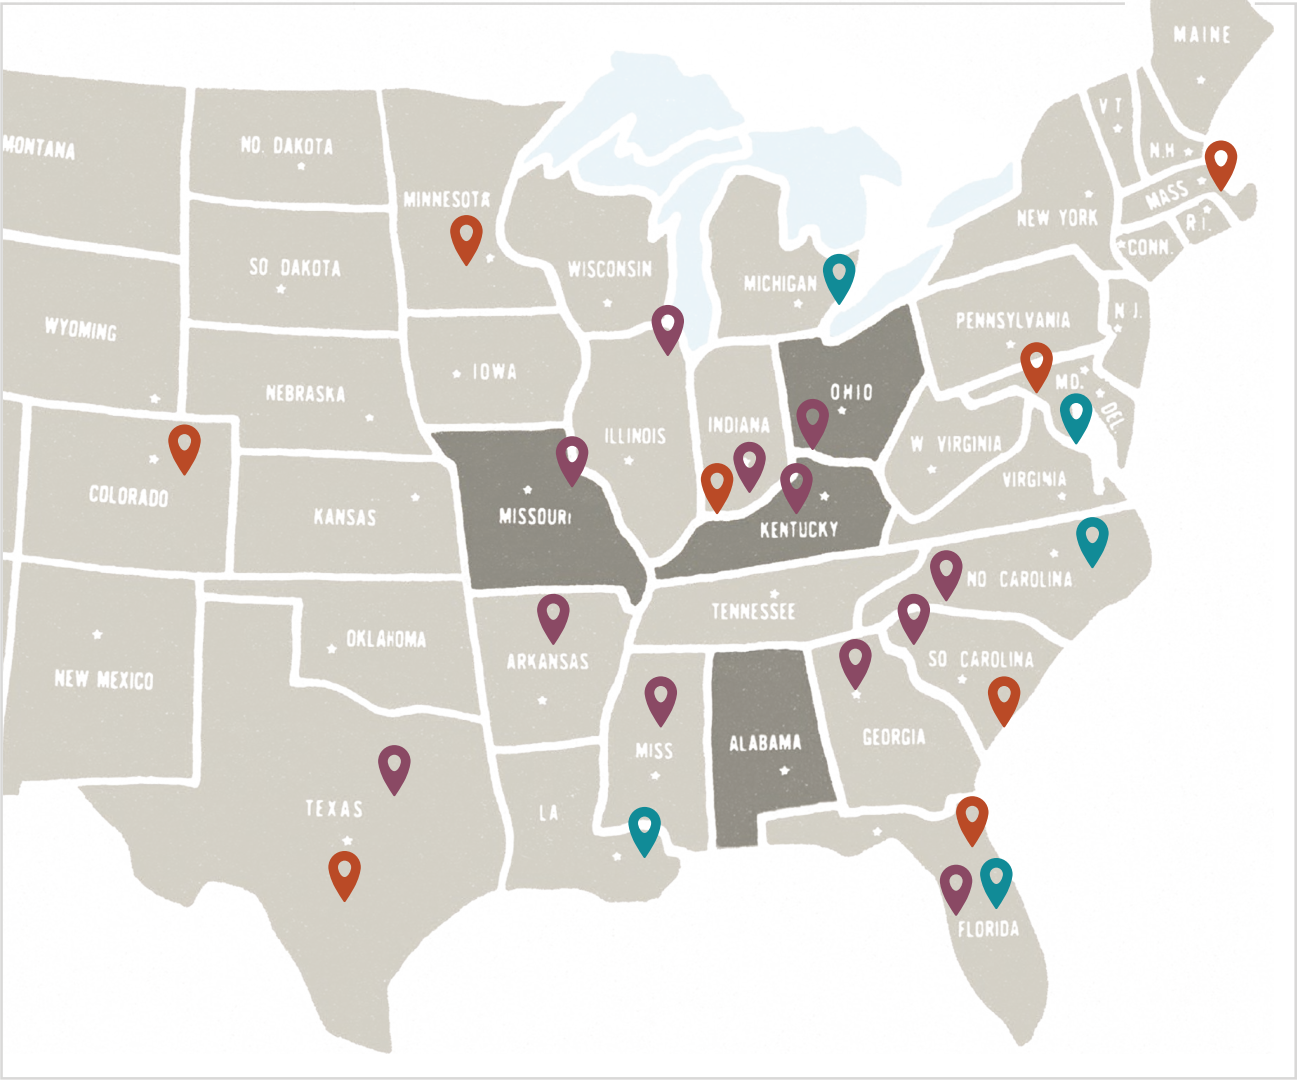 MAINE
VT
N.H
MASS
R.I.
CONN.
NEW YORK
MONTANA
NO. DAKOTA
MINNESOTA
SO DAKOTA
WISCONSIN
MICHIGAN
WYOMING
PENNSYLVANIA
N J.
IOWA
NEBRASKA
OHIO
MD.
DEL.
ILLINOIS
INDIANA
W VIRGINIA
VIRGINIA
COLORADO
KANSAS
MISSOURI
KENTUCKY
NO CAROLINA
TENNESSEE
OKLAHOMA
ARKANSAS
SO CAROLINA
NEW MEXICO
MISS
ALABAMA
GEORGIA
TEXAS
LA
FLORIDA